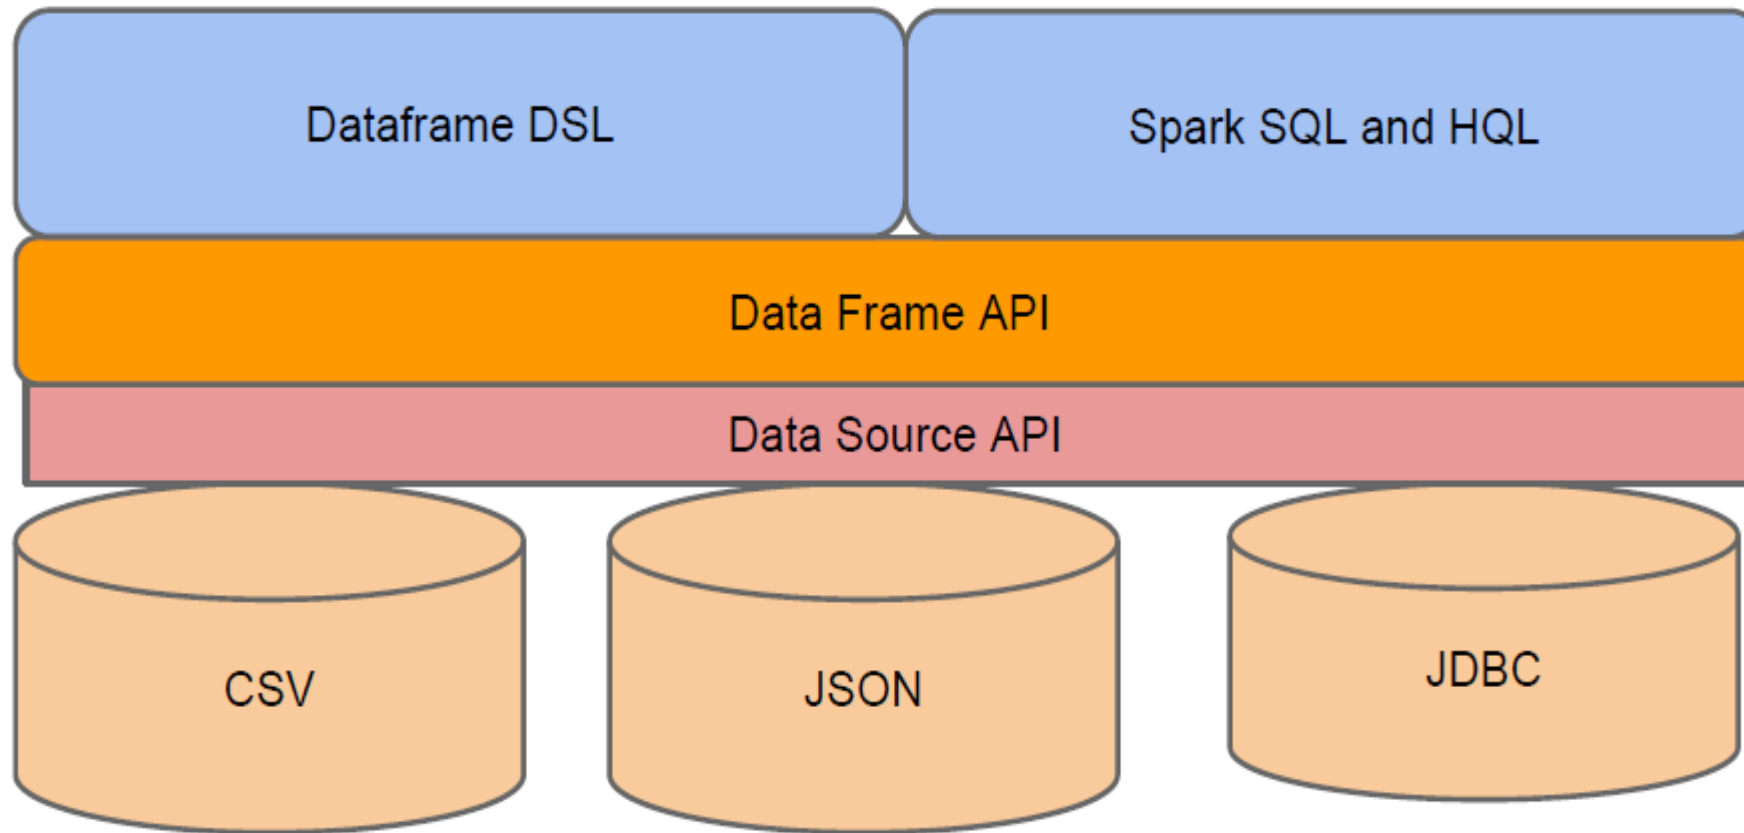 Dataframe DSL
Spark SQL and HQL
Data Frame API
Data Source API
CSV
JSON
JDBC